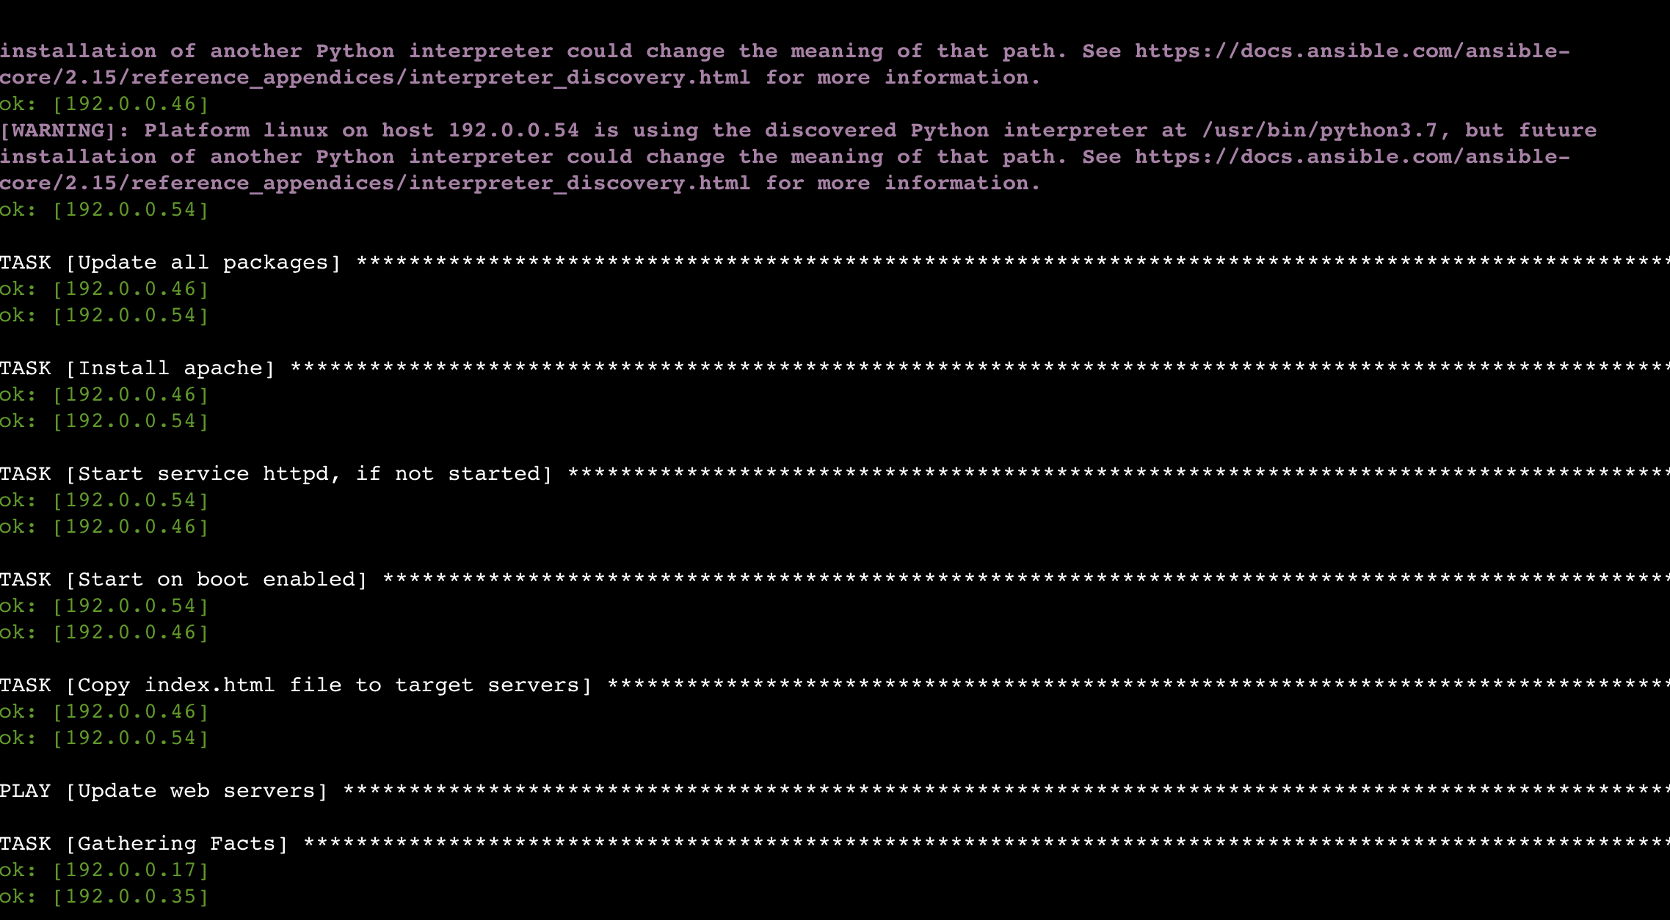 installation of another Python interpreter could change the meaning of that path. See https://docs.ansible.com/ansible-
core/2.15/reference_appendices/interpreter_discovery.html for more information.
ok: [192.0.0.46]
[WARNING]: Platform linux on host 192.0.0.54 is using the discovered Python interpreter at /usr/bin/python3.7, but future
installation of another Python interpreter could change the meaning of that path. See https://docs.ansible.com/ansible-
core/2.15/reference_appendices/interpreter_discovery.html for more information.
ok: [192.0.0.54]
TASK [Update all packages] ****************************************************************************************************
ok: [192.0.0.46]
ok: [192.0.0.54]
TASK [Install apache] *********************************************************************************************************
ok: [192.0.0.46]
ok: [192.0.0.54]
TASK [Start service httpd, if not started] ************************************************************************************
ok: [192.0.0.54]
ok: [192.0.0.46]
TASK [Start on boot enabled] **************************************************************************************************
ok: [192.0.0.54]
ok: [192.0.0.46]
TASK [Copy index.html file to target servers] *********************************************************************************
ok: [192.0.0.46]
ok: [192.0.0.54]
PLAY [Update web servers] *****************************************************************************************************
TASK [Gathering Facts] ********************************************************************************************************
ok: [192.0.0.17]
ok: [192.0.0.35]